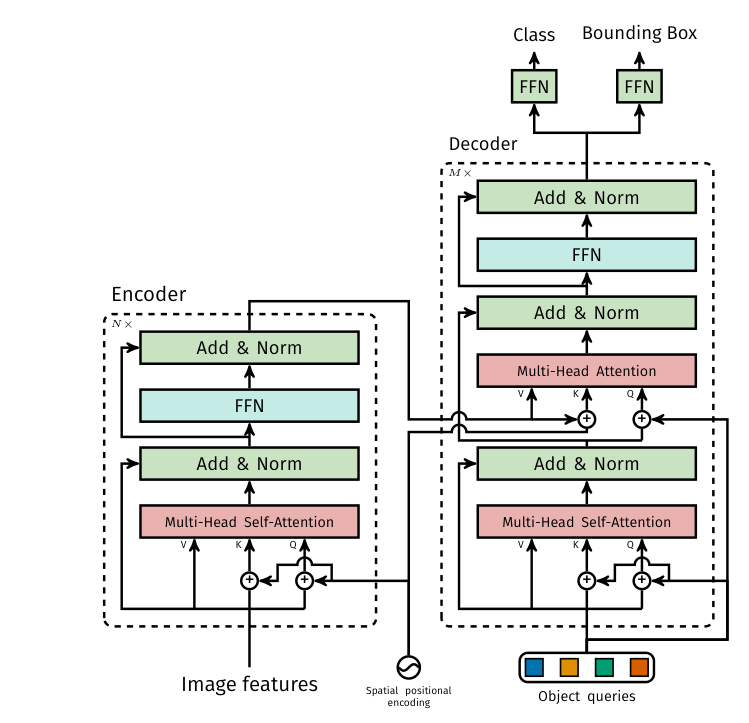 Class
Bounding Box
FFN
FFN
Decoder
M×
Add & Norm
FFN
Add & Norm
Multi-Head Attention
V
K
Q
Add & Norm
Multi-Head Self-Attention
V
K
Q
Object queries
Encoder
N×
Add & Norm
FFN
Add & Norm
Multi-Head Self-Attention
V
K
Q
Image features
Spatial positional
encoding